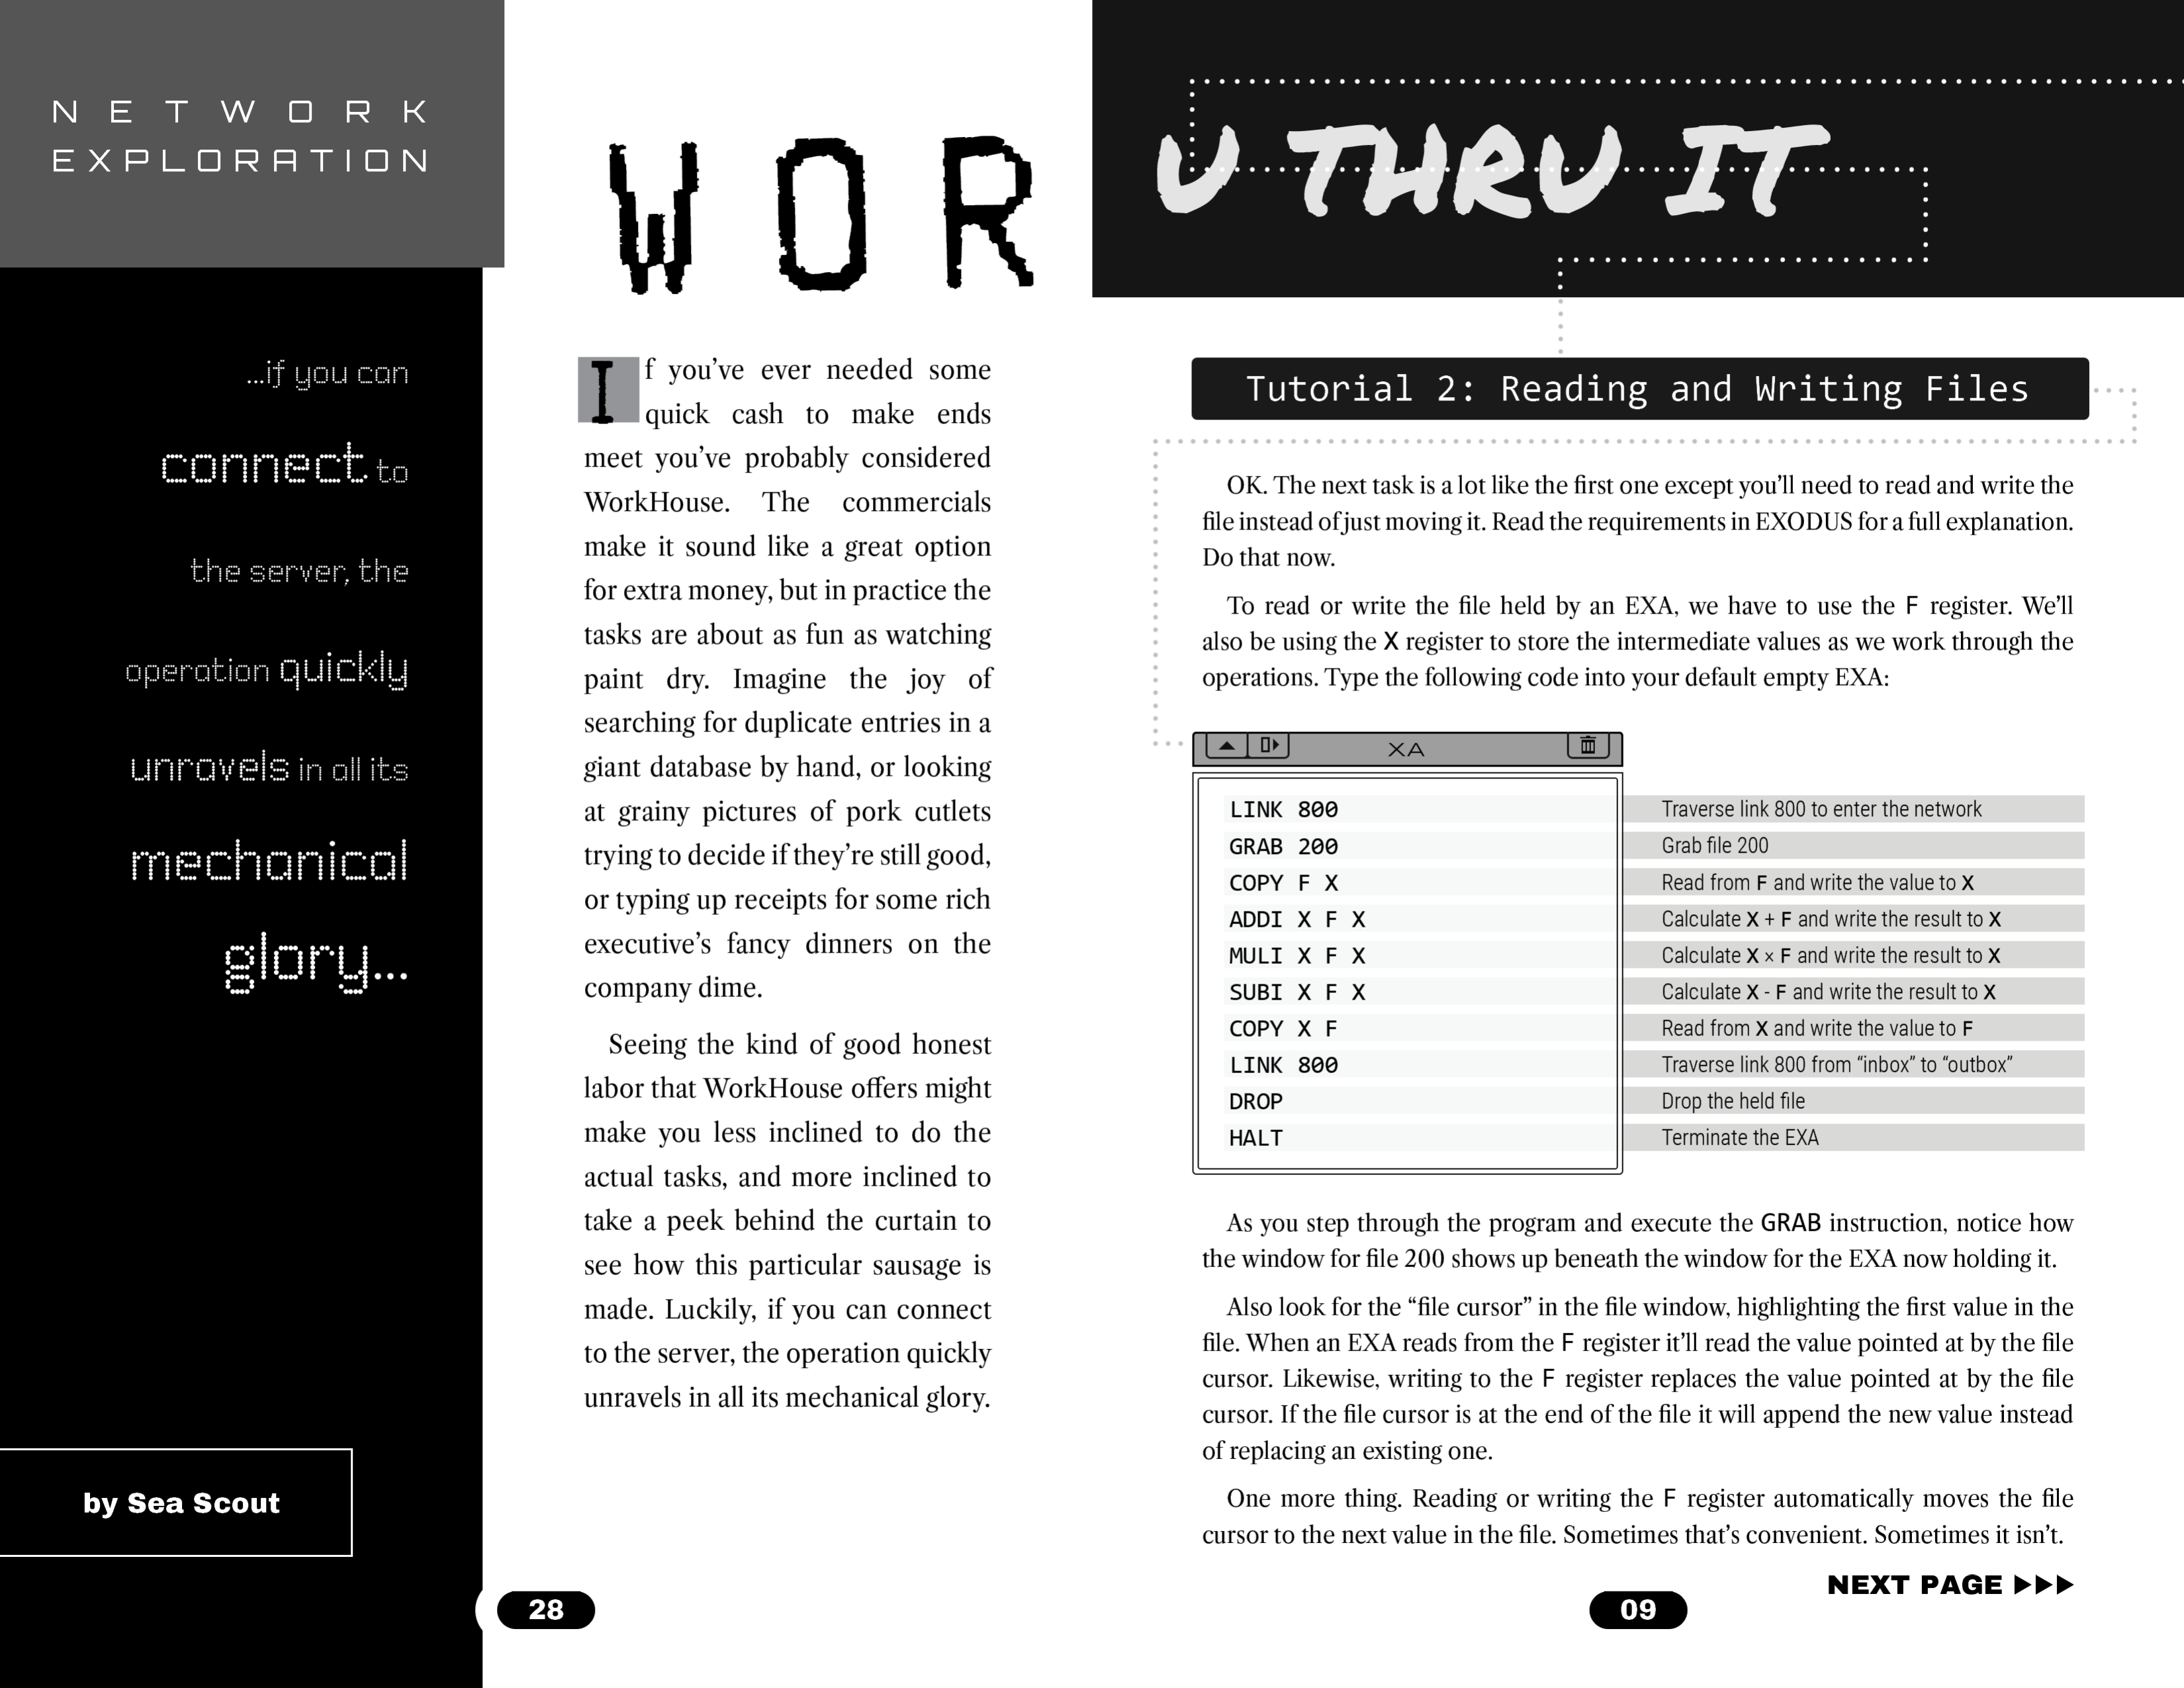 NETWORK
EXPLORATION
...if you can
connect to
the server, the
operation quickly
unravels in all its
mechanical
glory...
by Sea Scout
WOR
If you’ve ever needed some
quick cash to make ends
meet you’ve probably considered
WorkHouse. The commercials
make it sound like a great option
for extra money, but in practice the
tasks are about as fun as watching
paint dry. Imagine the joy of
searching for duplicate entries in a
giant database by hand, or looking
at grainy pictures of pork cutlets
trying to decide if they’re still good,
or typing up receipts for some rich
executive’s fancy dinners on the
company dime.
Seeing the kind of good honest
labor that WorkHouse offers might
make you less inclined to do the
actual tasks, and more inclined to
take a peek behind the curtain to
see how this particular sausage is
made. Luckily, if you can connect
to the server, the operation quickly
unravels in all its mechanical glory.
28
U THRU IT
Tutorial 2: Reading and Writing Files
OK. The next task is a lot like the first one except you’ll need to read and write the
file instead of just moving it. Read the requirements in EXODUS for a full explanation.
Do that now.
To read or write the file held by an EXA, we have to use the F register. We’ll
also be using the X register to store the intermediate values as we work through the
operations. Type the following code into your default empty EXA:
XA
LINK 800 Traverse link 800 to enter the network
GRAB 200 Grab file 200
COPY F X Read from F and write the value to X
ADDI X F X Calculate X + F and write the result to X
MULI X F X Calculate X × F and write the result to X
SUBI X F X Calculate X - F and write the result to X
COPY X F Read from X and write the value to F
LINK 800 Traverse link 800 from “inbox” to “outbox”
DROP Drop the held file
HALT Terminate the EXA
As you step through the program and execute the GRAB instruction, notice how
the window for file 200 shows up beneath the window for the EXA now holding it.
Also look for the “file cursor” in the file window, highlighting the first value in the
file. When an EXA reads from the F register it’ll read the value pointed at by the file
cursor. Likewise, writing to the F register replaces the value pointed at by the file
cursor. If the file cursor is at the end of the file it will append the new value instead
of replacing an existing one.
One more thing. Reading or writing the F register automatically moves the file
cursor to the next value in the file. Sometimes that’s convenient. Sometimes it isn’t.
NEXT PAGE ▶▶▶
09